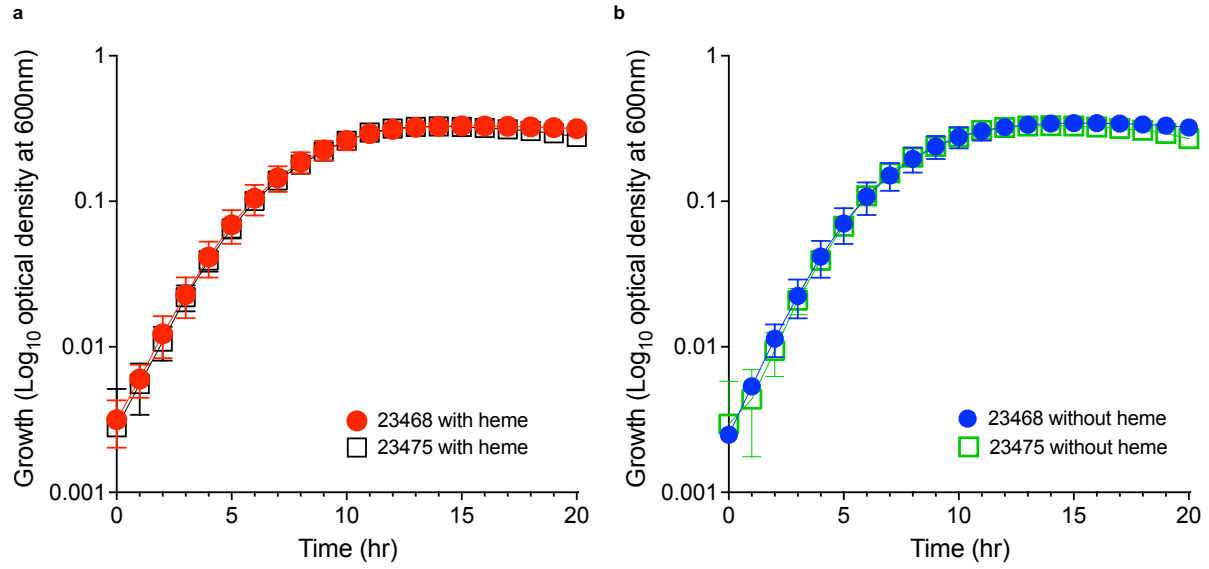 a
Growth (Log10 optical density at 600nm)
1
0.1
0.01
0.001
23468 with heme
23475 with heme
0 5 10 15 20
Time (hr)
b
Growth (Log10 optical density at 600nm)
1
0.1
0.01
0.001
23468 without heme
23475 without heme
0 5 10 15 20
Time (hr)